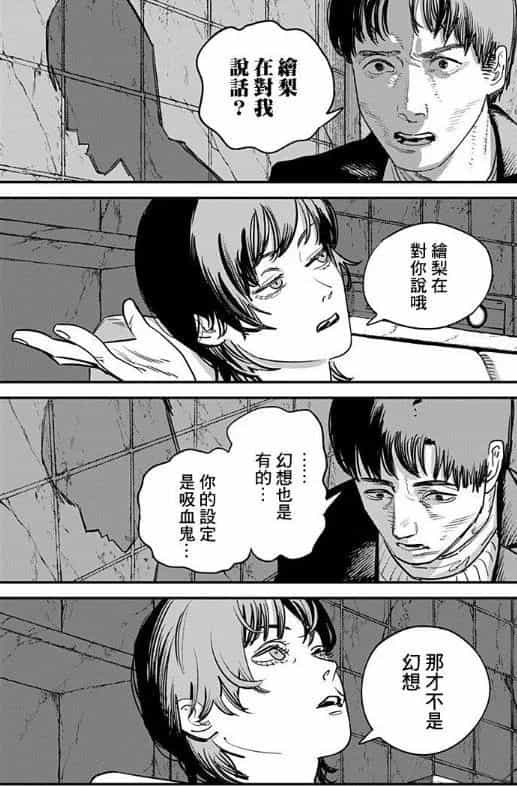 繪梨
在對我
說話？
繪梨在
對你說哦
……
幻想也是
有的…
你的設定
是吸血鬼…
那才不是
幻想